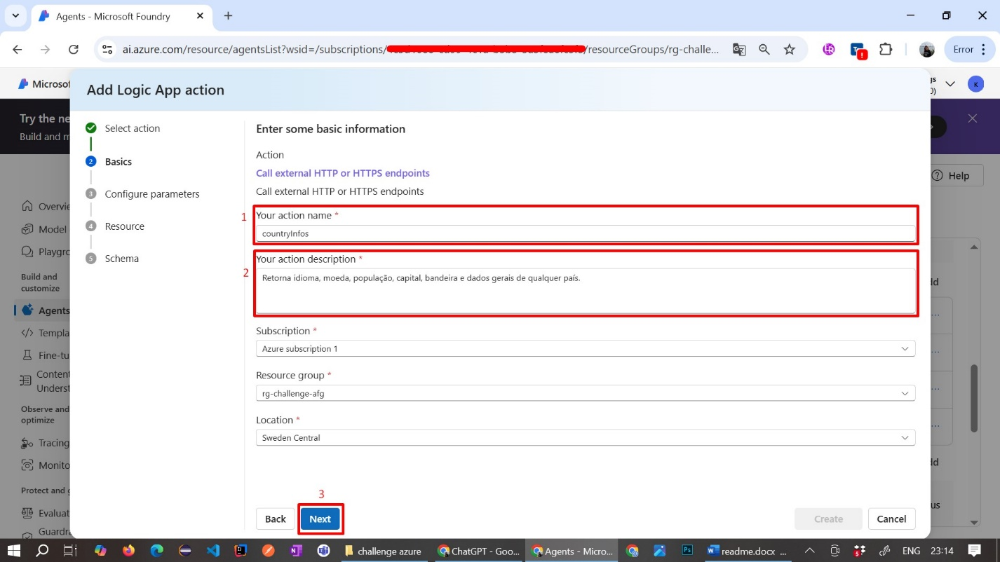 Agents - Microsoft Foundry
ai.azure.com/resource/agentsList?wsid=/subscriptions/
/resourceGroups/rg-challe...
Error
Add Logic App action
K
Try the ne
Build and m
Select action
Basics
Configure parameters
Resource
Schema
2
3
4
5
Enter some basic information
Action
Call external HTTP or HTTPS endpoints
Call external HTTP or HTTPS endpoints
1
Your action name *
countryInfos
2
Your action description *
Retorna idioma, moeda, população, capital, bandeira e dados gerais de qualquer país.
Subscription *
Azure subscription 1
Resource group *
rg-challenge-afg
Location *
Sweden Central
3
Back
Next
Create
Cancel
Microsof
Help
Overvie
Model
Playgro
Build and
customize
Agents
Templa
Fine-tu
Content
Underst
Observe and
optimize
Tracing
Monito
Protect and g
Evaluat
Guardra
challenge azure
ChatGPT - Goo...
Agents - Micro...
readme.docx ...
ENG
23:14